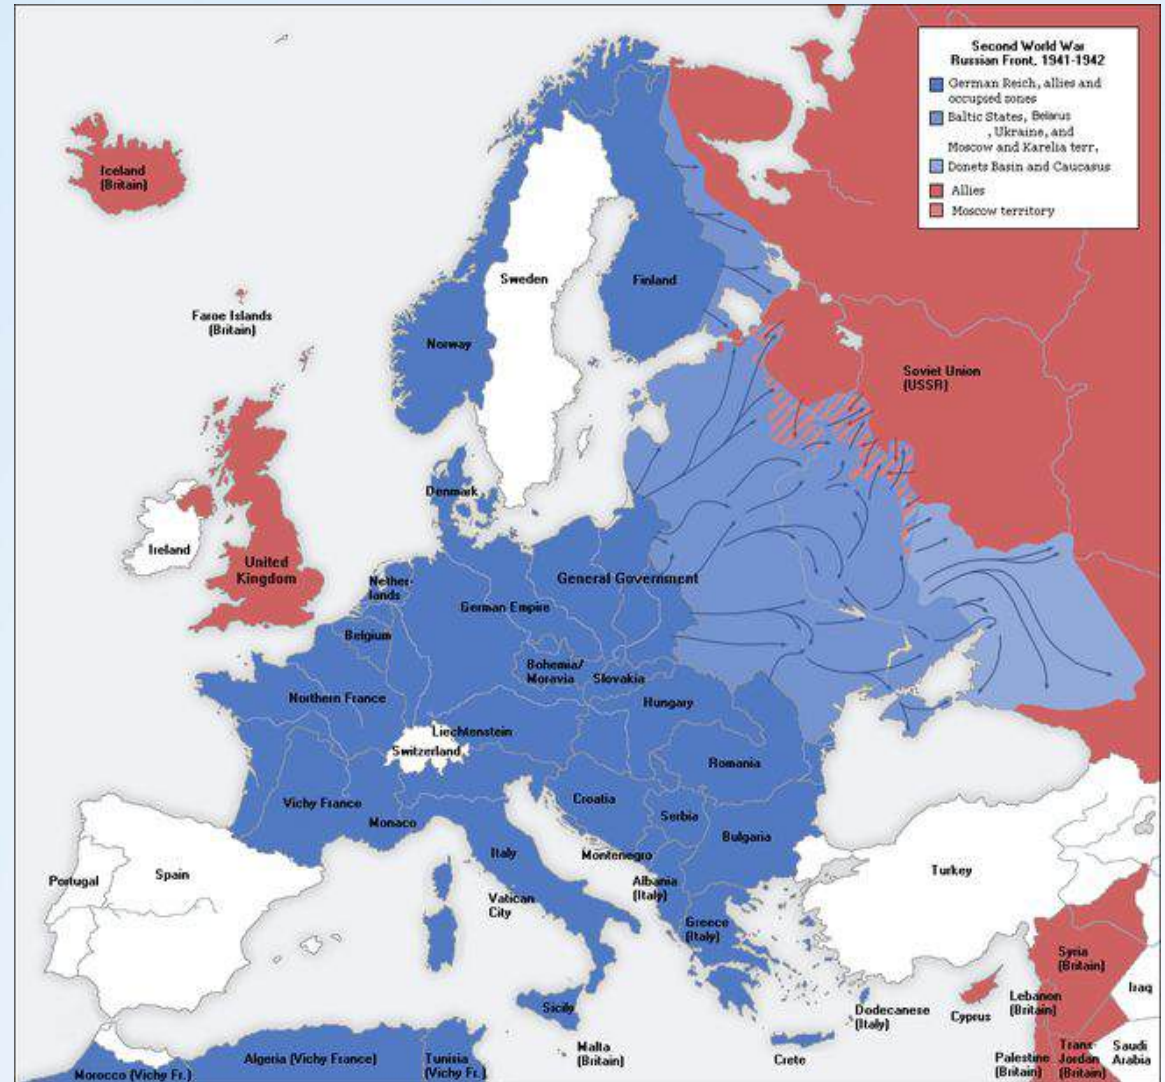 Second World War
Russian Front, 1941-1942
German Reich, allies and
occupsed sones
Baltic States, Belarus
, Ukraine, and
Moscow and Karelia terr.
Donets Basin and Caucasus
Allies
Moscow territory
Iceland
(Britain)
Sweden
Finland
Faroe Islands
(Britain)
Norway
Soviet Union
(USSR)
Denmark
Ireland
United
Kingdom
Nether-
lands
General Government
German Empire
Belgium
Bohemia/
Moravia
Slovakia
Northern France
Hungary
Liechtenstein
Switzerland
Romania
Vichy France
Croatia
Monaco
Serbia
Bulgaria
Italy
Montenegro
Portugal
Spain
Turkey
Albania
(Italy)
Vatican
City
Greece
(Italy)
Syria
(Britain)
Iraq
Sicily
Dodecanese
(Italy)
Cyprus
Lebanon
(Britain)
Algeria (Vichy France)
Tunisia
(Vichy Fr.)
Malta
(Britain)
Crete
Palestine
(Britain)
Trans-
Jordan
(Britain)
Saudi
Arabia
Morocco (Vichy Fr.)